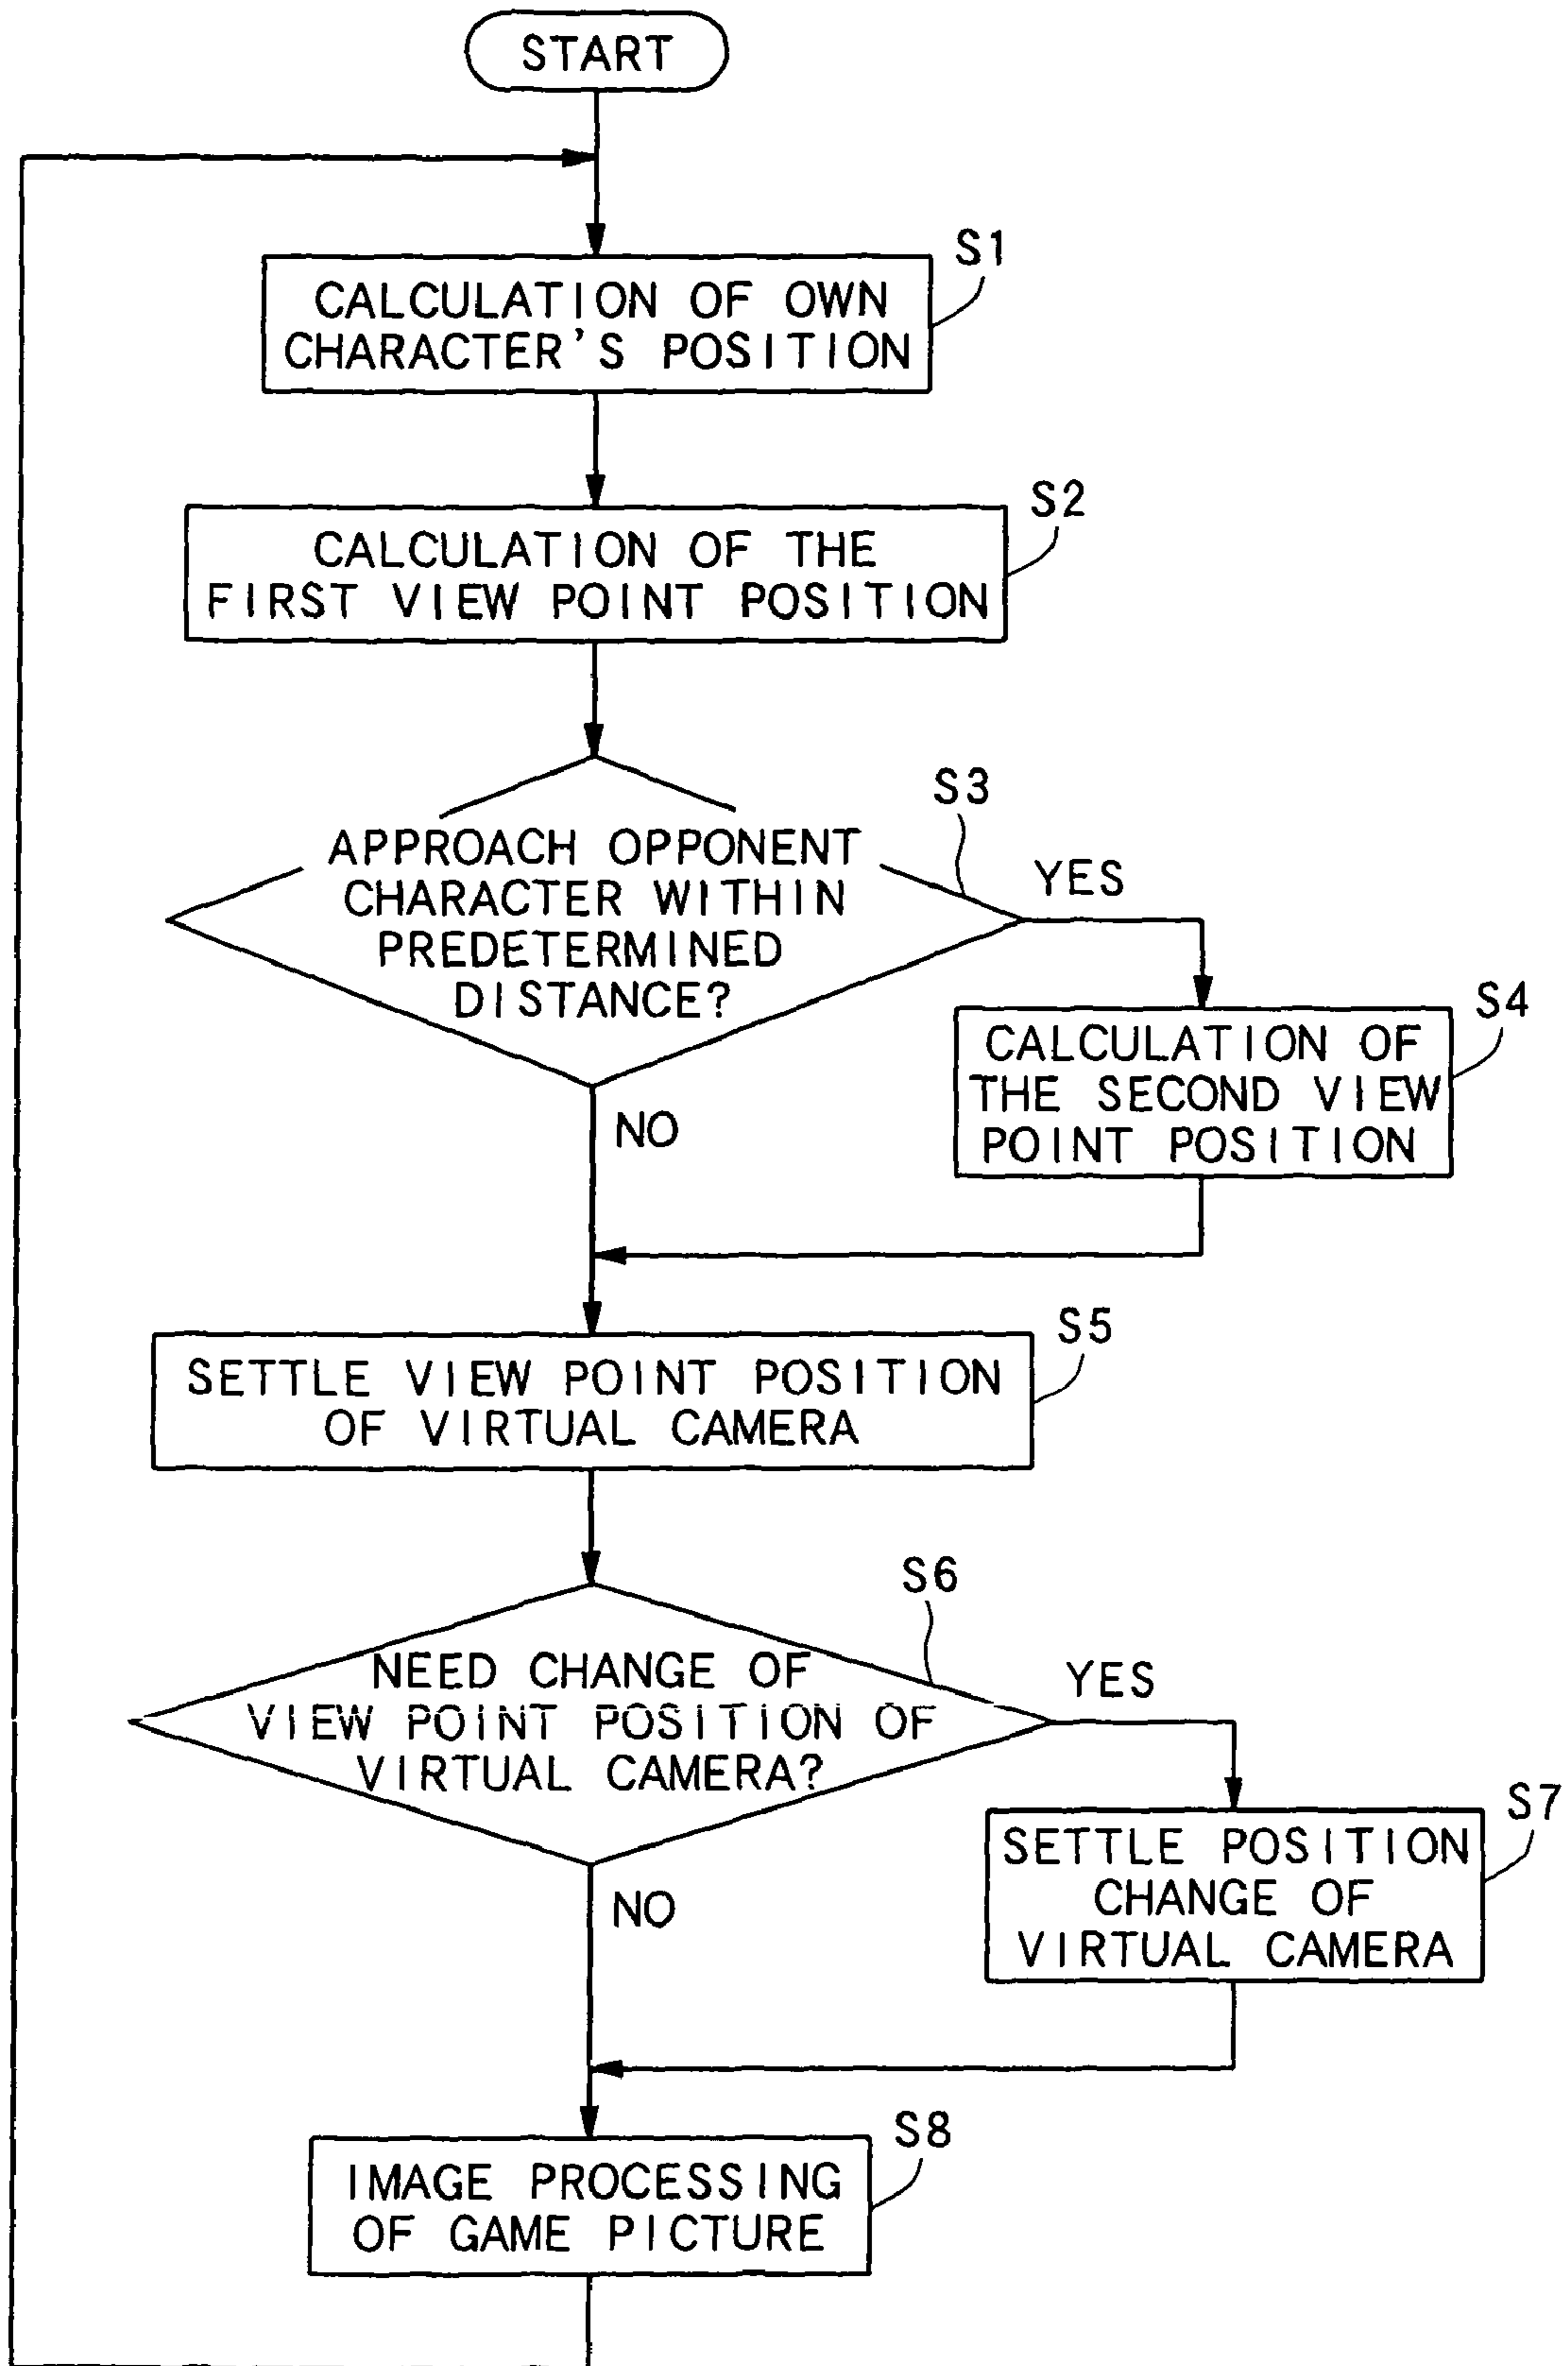 START
S1
CALCULATION OF OWN
CHARACTER'S POSITION
S2
CALCULATION OF THE
FIRST VIEW POINT POSITION
S3
APPROACH OPPONENT
CHARACTER WITHIN
PREDETERMINED
DISTANCE?
YES
S4
CALCULATION OF
THE SECOND VIEW
POINT POSITION
NO
S5
SETTLE VIEW POINT POSITION
OF VIRTUAL CAMERA
S6
NEED CHANGE OF
VIEW POINT POSITION OF
VIRTUAL CAMERA?
YES
S7
SETTLE POSITION
CHANGE OF
VIRTUAL CAMERA
NO
S8
IMAGE PROCESSING
OF GAME PICTURE